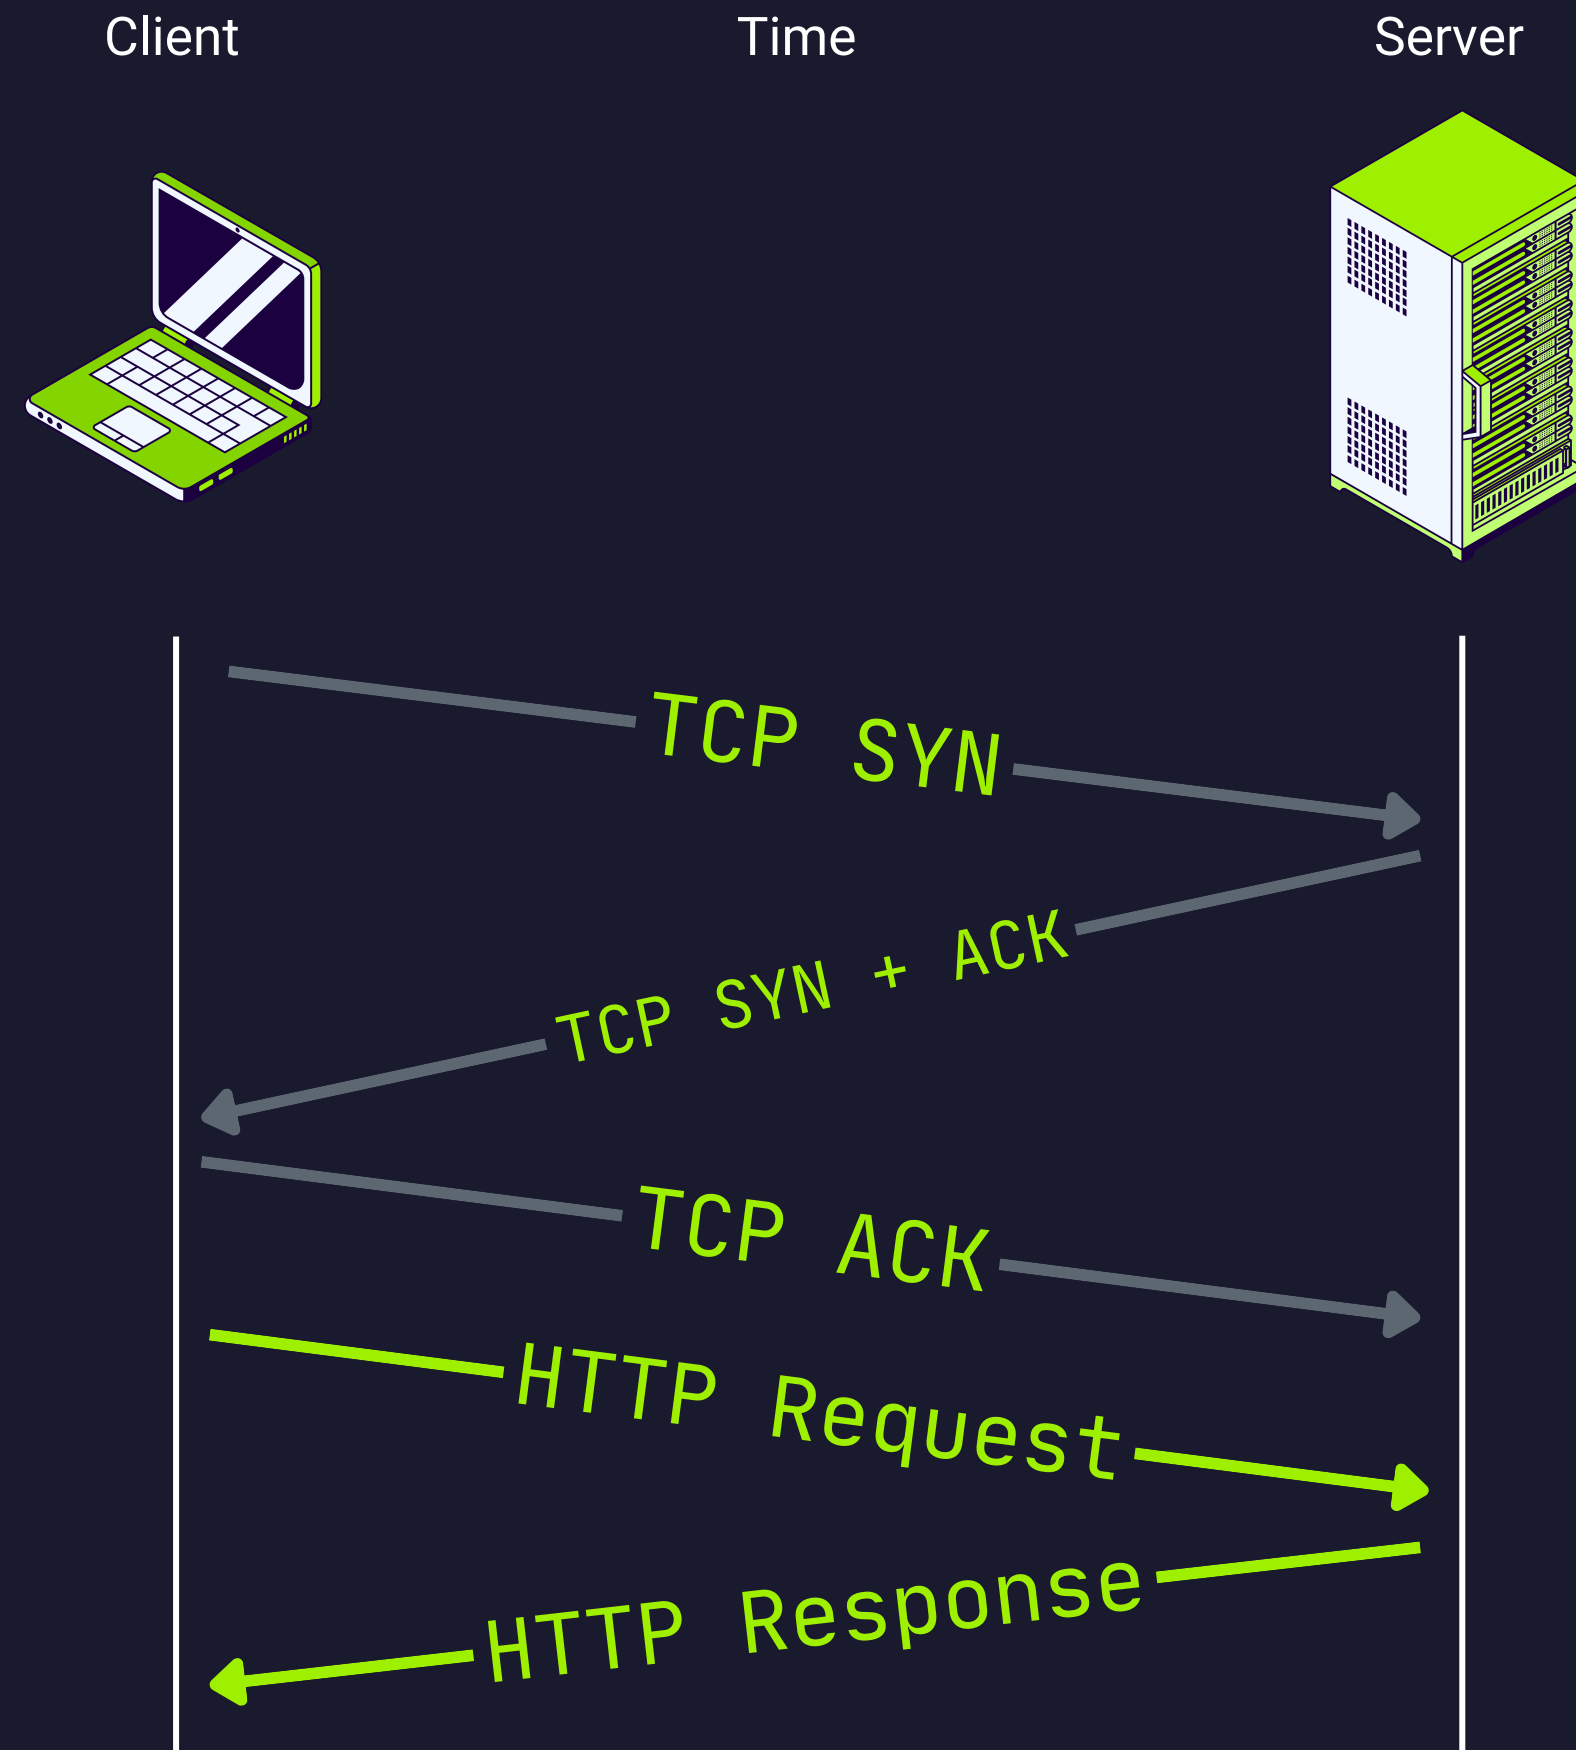 Client
Time
Server
TCP SYN
TCP SYN + ACK
TCP ACK
HTTP Request
HTTP Response